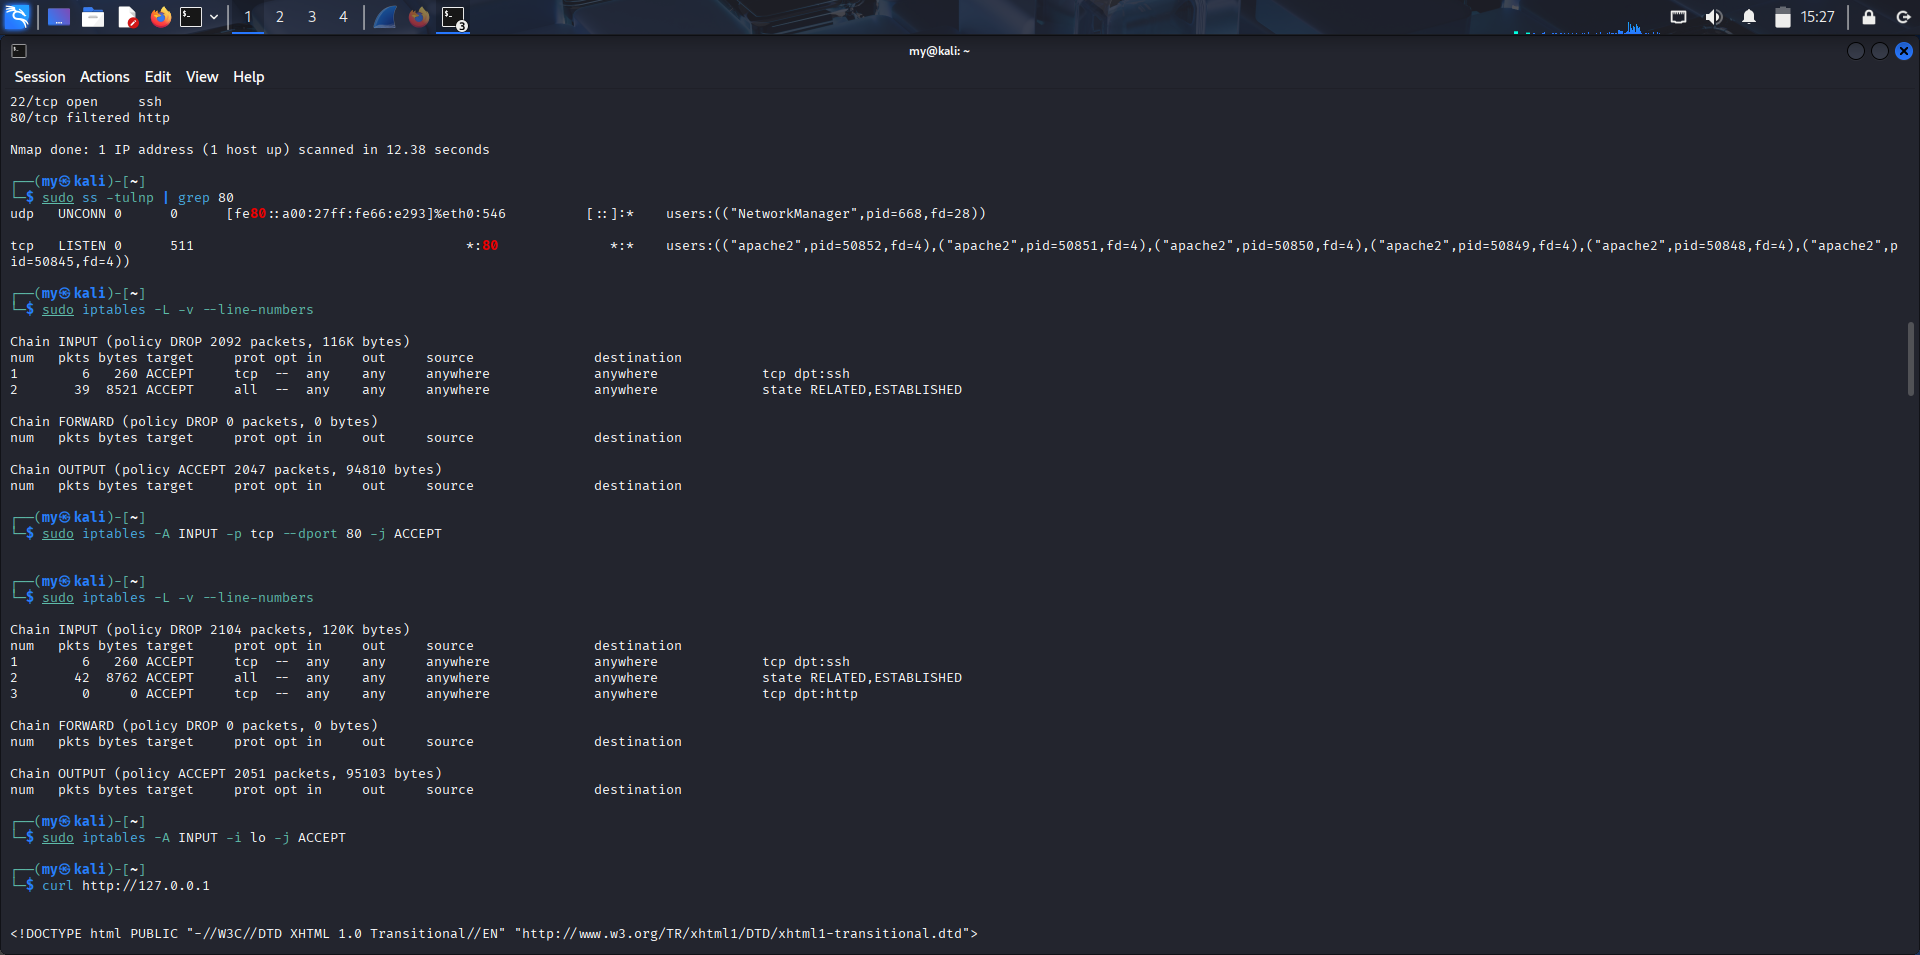 1 2 3 4 3 15:27
my@kali: ~
Session Actions Edit View Help
22/tcp open     ssh
80/tcp filtered http
Nmap done: 1 IP address (1 host up) scanned in 12.38 seconds
┌──(my㉿kali)-[~]
└─$ sudo ss -tulnp | grep 80
udp   UNCONN 0      0      [fe80::a00:27ff:fe66:e293]%eth0:546          [::]:*    users:(("NetworkManager",pid=668,fd=28))
tcp   LISTEN 0      511                                  *:80              *:*    users:(("apache2",pid=50852,fd=4),("apache2",pid=50851,fd=4),("apache2",pid=50850,fd=4),("apache2",pid=50849,fd=4),("apache2",pid=50848,fd=4),("apache2",p
id=50845,fd=4))
┌──(my㉿kali)-[~]
└─$ sudo iptables -L -v --line-numbers
Chain INPUT (policy DROP 2092 packets, 116K bytes)
num   pkts bytes target     prot opt in     out     source               destination
1        6   260 ACCEPT     tcp  --  any    any     anywhere             anywhere             tcp dpt:ssh
2       39  8521 ACCEPT     all  --  any    any     anywhere             anywhere             state RELATED,ESTABLISHED
Chain FORWARD (policy DROP 0 packets, 0 bytes)
num   pkts bytes target     prot opt in     out     source               destination
Chain OUTPUT (policy ACCEPT 2047 packets, 94810 bytes)
num   pkts bytes target     prot opt in     out     source               destination
┌──(my㉿kali)-[~]
└─$ sudo iptables -A INPUT -p tcp --dport 80 -j ACCEPT
┌──(my㉿kali)-[~]
└─$ sudo iptables -L -v --line-numbers
Chain INPUT (policy DROP 2104 packets, 120K bytes)
num   pkts bytes target     prot opt in     out     source               destination
1        6   260 ACCEPT     tcp  --  any    any     anywhere             anywhere             tcp dpt:ssh
2       42  8762 ACCEPT     all  --  any    any     anywhere             anywhere             state RELATED,ESTABLISHED
3        0     0 ACCEPT     tcp  --  any    any     anywhere             anywhere             tcp dpt:http
Chain FORWARD (policy DROP 0 packets, 0 bytes)
num   pkts bytes target     prot opt in     out     source               destination
Chain OUTPUT (policy ACCEPT 2051 packets, 95103 bytes)
num   pkts bytes target     prot opt in     out     source               destination
┌──(my㉿kali)-[~]
└─$ sudo iptables -A INPUT -i lo -j ACCEPT
┌──(my㉿kali)-[~]
└─$ curl http://127.0.0.1
<!DOCTYPE html PUBLIC "-//W3C//DTD XHTML 1.0 Transitional//EN" "http://www.w3.org/TR/xhtml1/DTD/xhtml1-transitional.dtd">